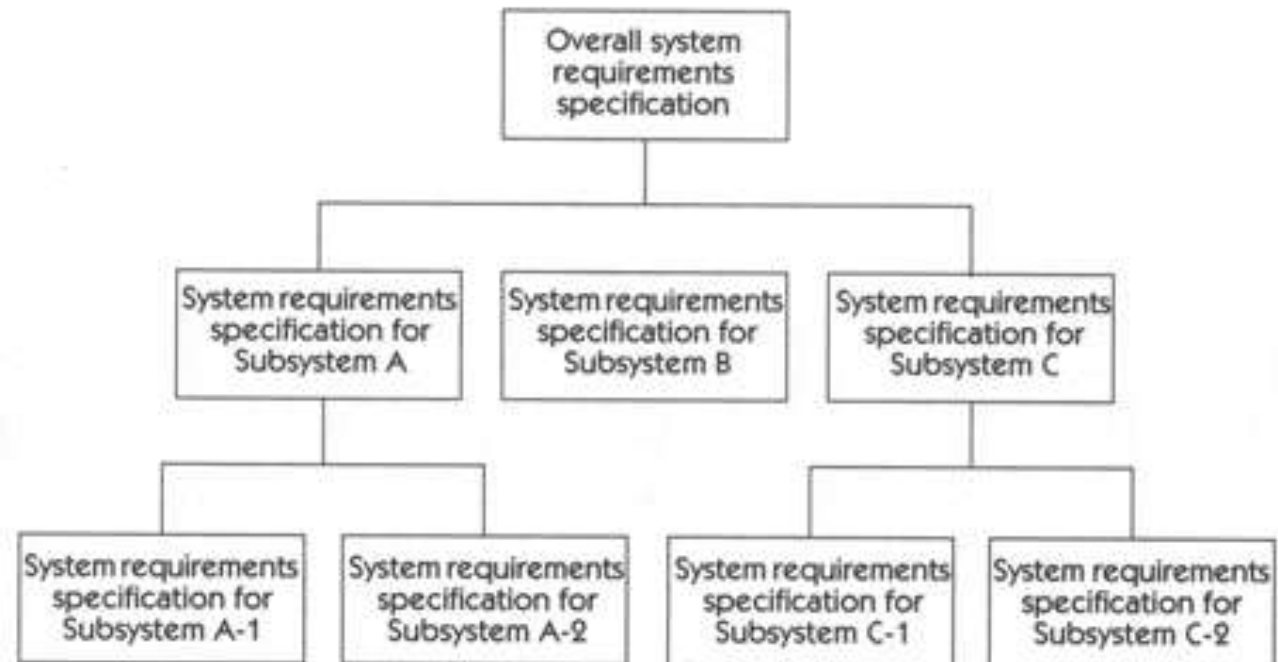 Overall system
requirements
specification
System requirements
specification for
Subsystem A
System requirements
specification for
Subsystem B
System requirements
specification for
Subsystem C
System requirements
specification for
Subsystem A-1
System requirements
specification for
Subsystem A-2
System requirements
specification for
Subsystem C-1
System requirements
specification for
Subsystem C-2